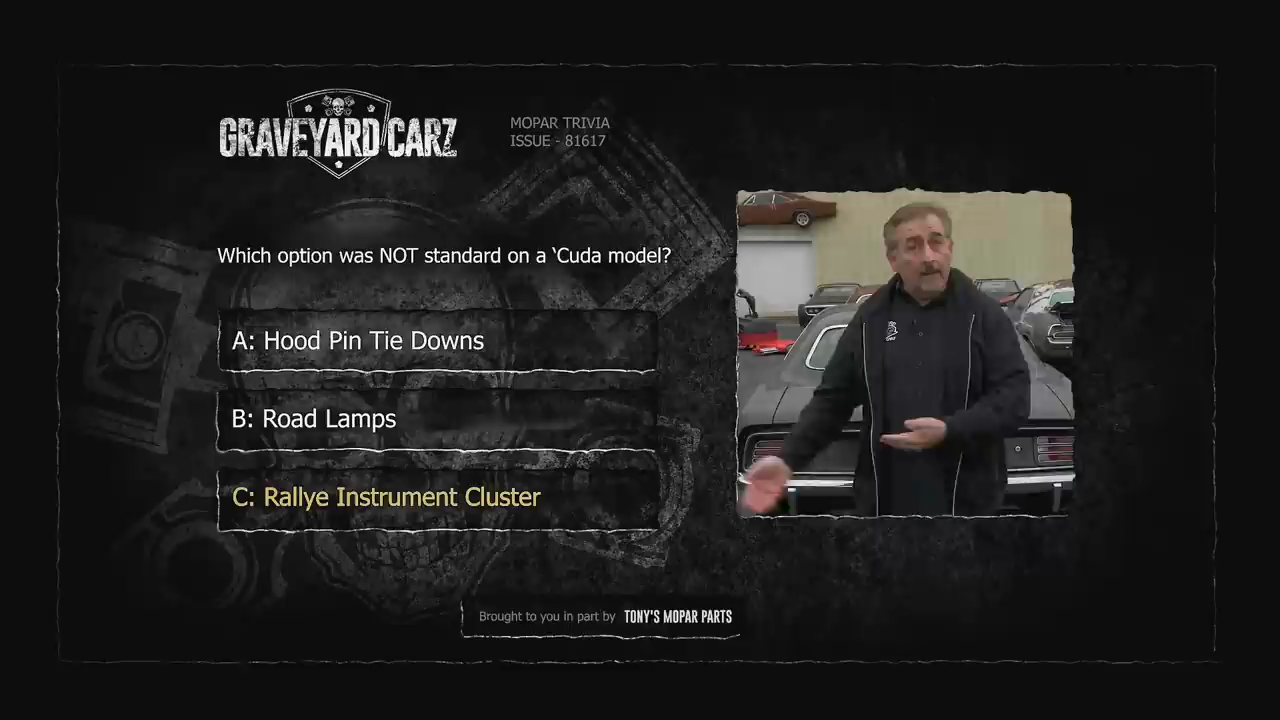 GRAVEYARD CARZ
MOPAR TRIVIA
ISSUE - 81617
Which option was NOT standard on a ‘Cuda model?
A: Hood Pin Tie Downs
B: Road Lamps
C: Rallye Instrument Cluster
Brought to you in part by TONY'S MOPAR PARTS